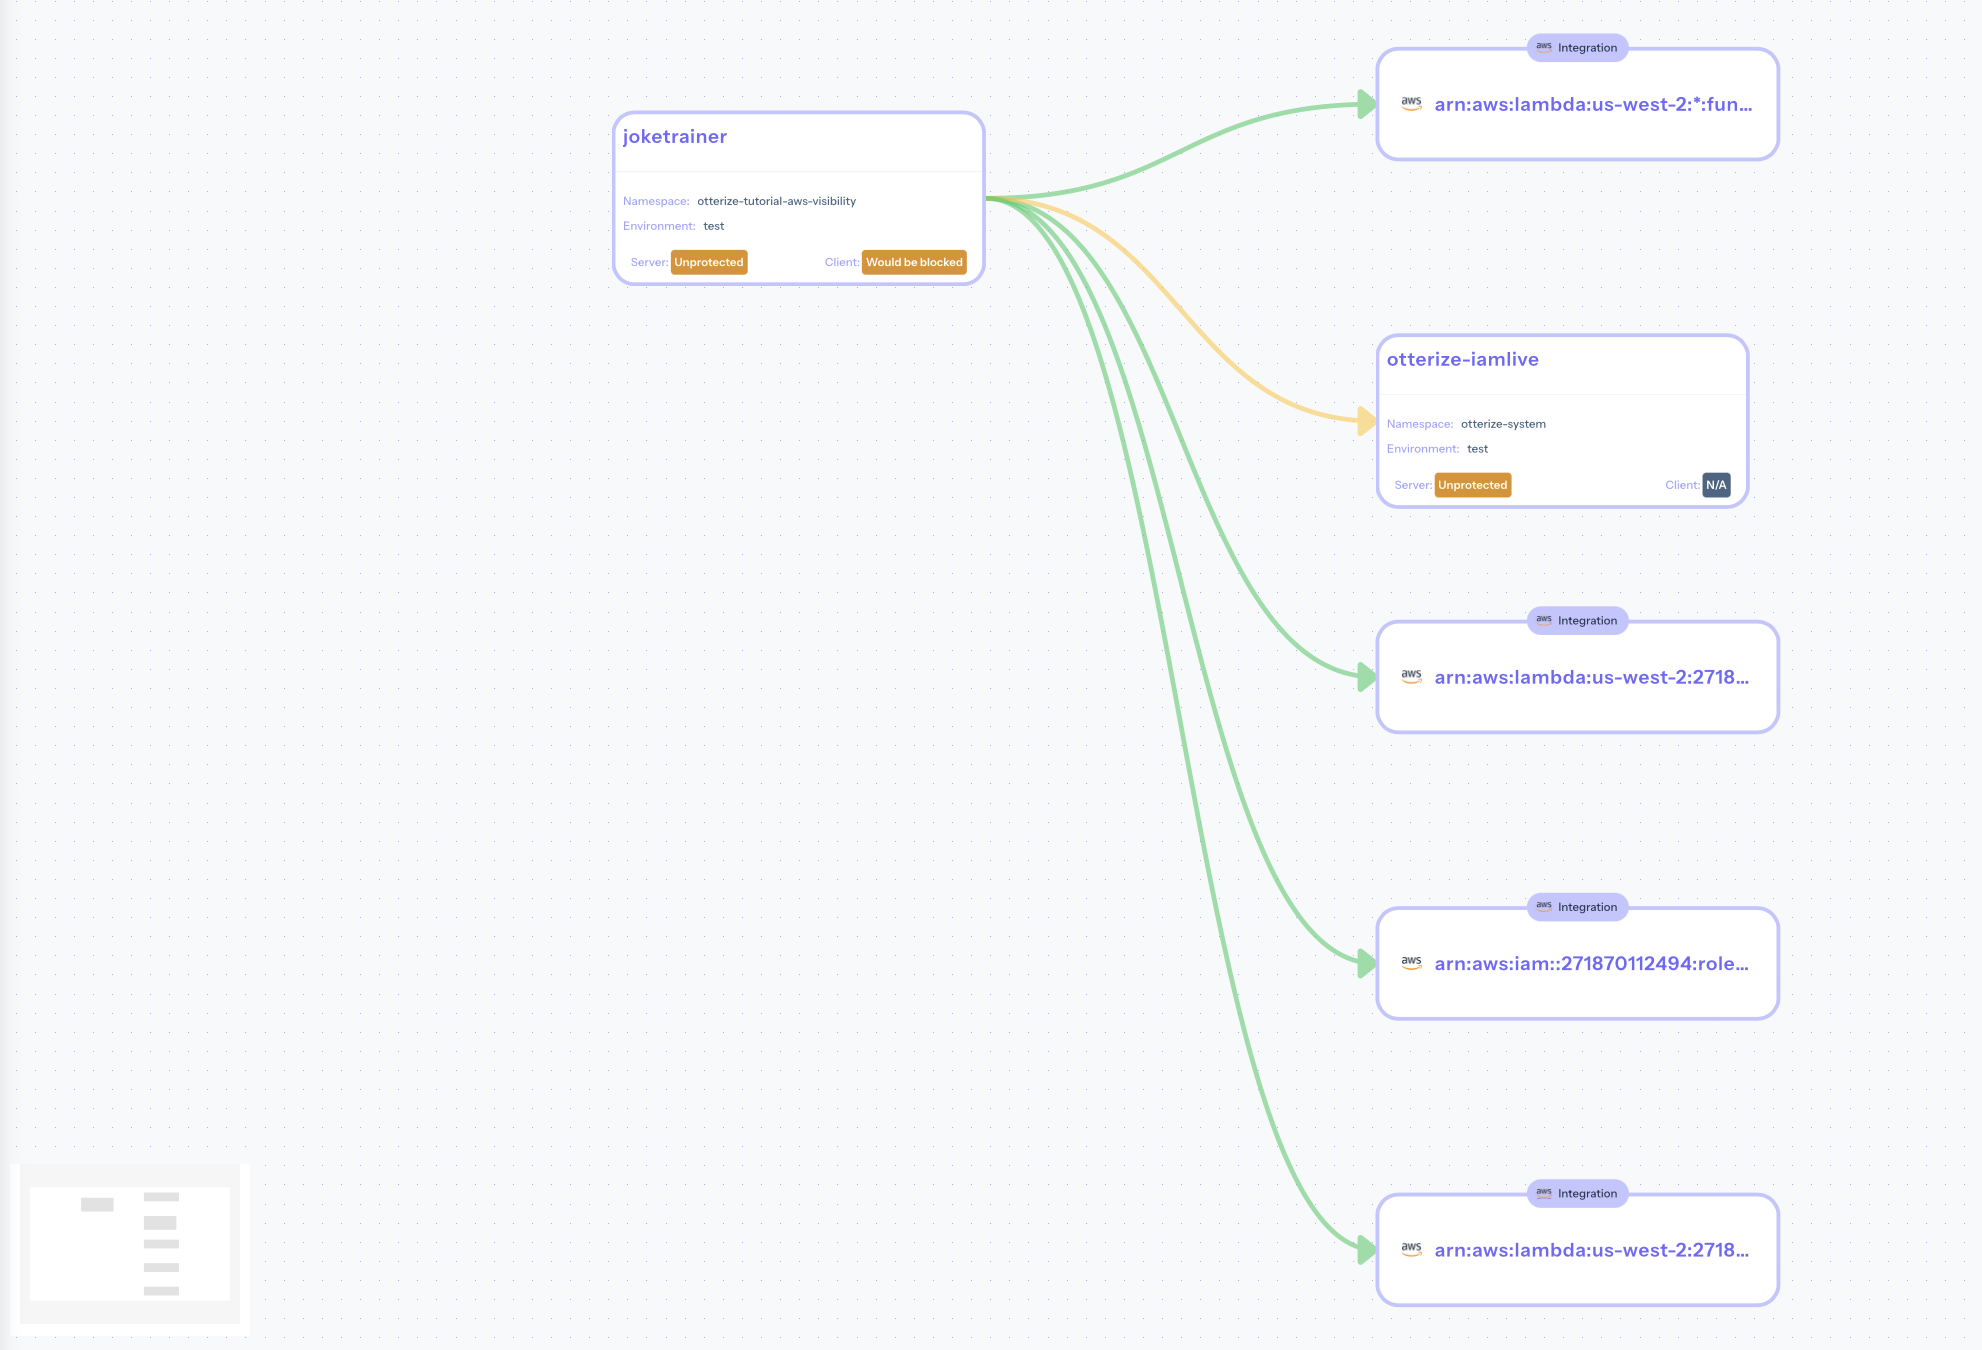 joketrainer
Namespace: otterize-tutorial-aws-visibility
Environment: test
Server: Unprotected Client: Would be blocked
aws Integration
aws arn:aws:lambda:us-west-2:*:fun...
otterize-iamlive
Namespace: otterize-system
Environment: test
Server: Unprotected Client: N/A
aws Integration
aws arn:aws:lambda:us-west-2:2718...
aws Integration
aws arn:aws:iam::271870112494:role...
aws Integration
aws arn:aws:lambda:us-west-2:2718...